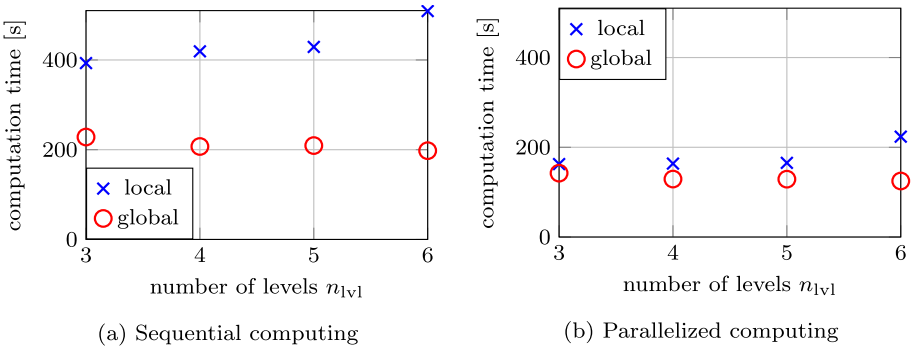 computation time [s]
400
200
0
3 4 5 6
local
global
number of levels n_lvl
(a) Sequential computing
computation time [s]
400
200
0
3 4 5 6
local
global
number of levels n_lvl
(b) Parallelized computing